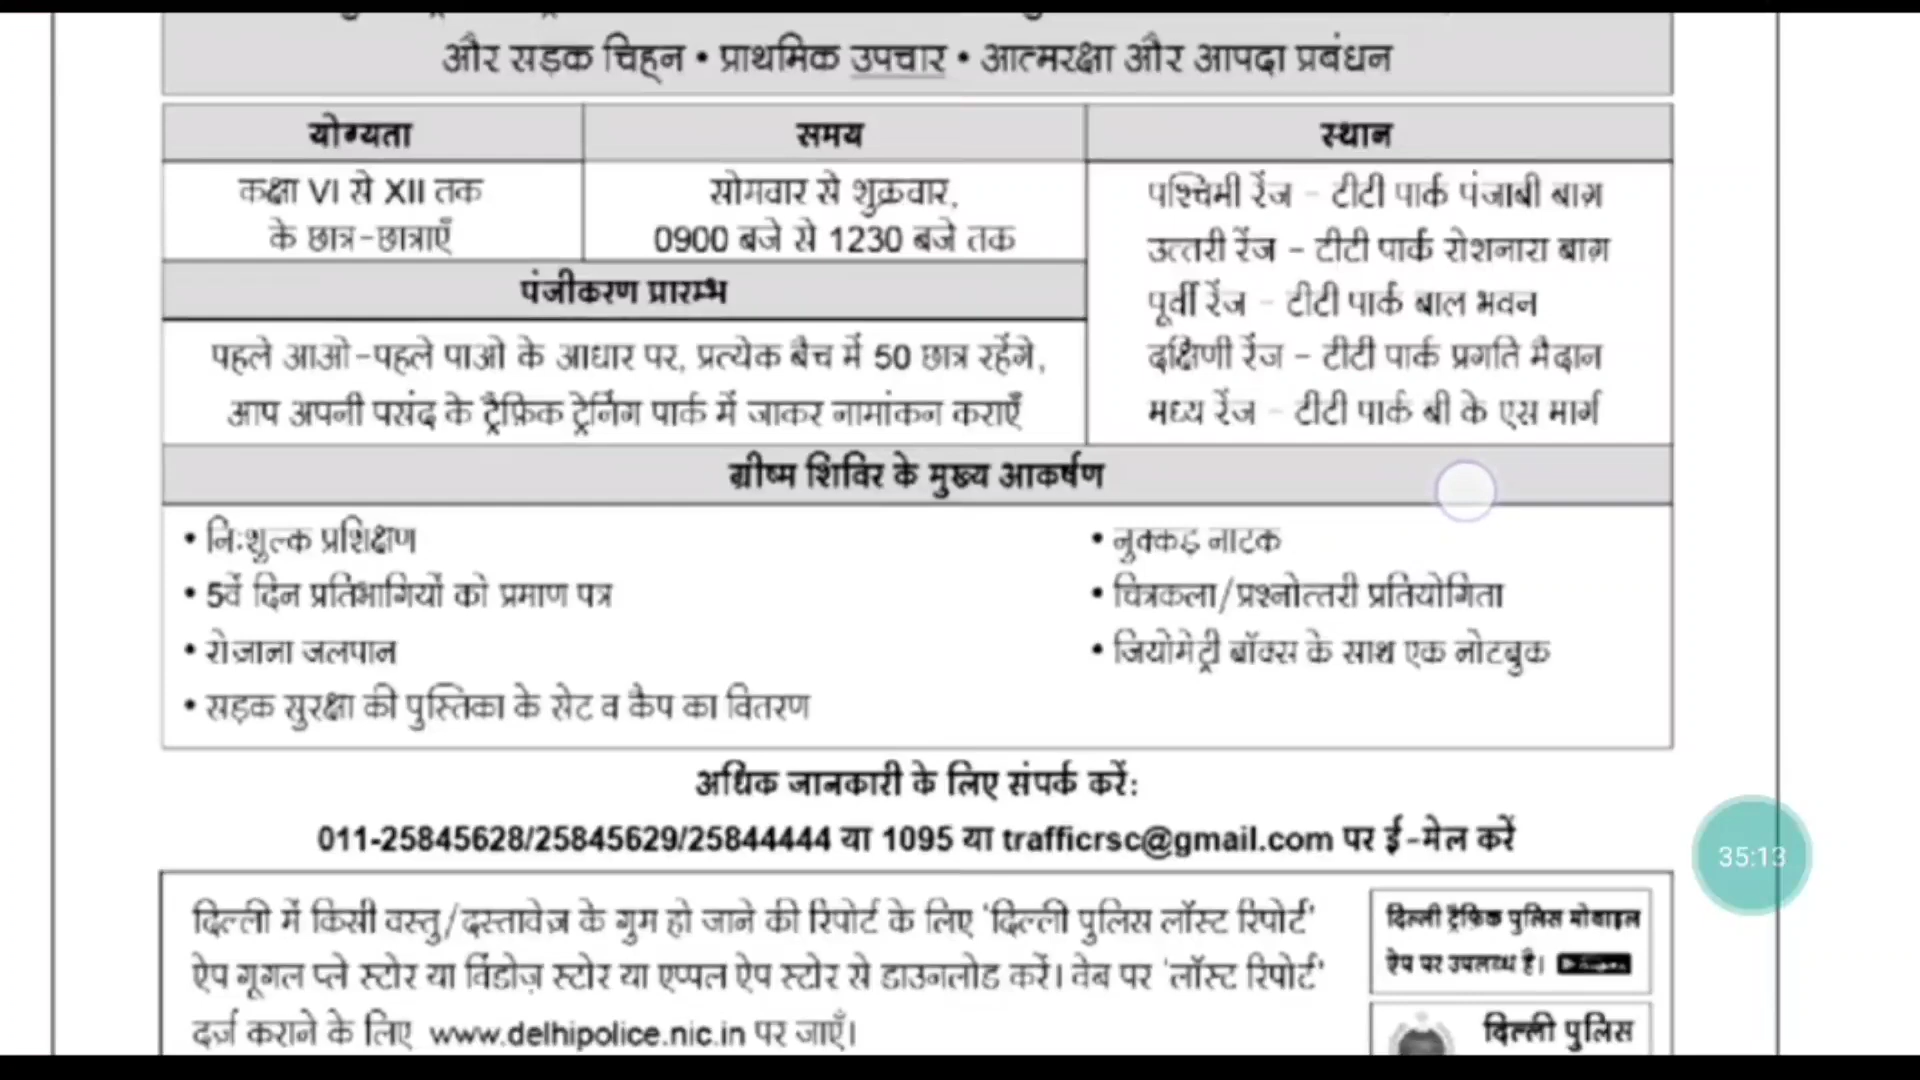 और सड़क चिह्न • प्राथमिक उपचार • आत्मरक्षा और आपदा प्रबंधन
योग्यता
समय
स्थान
कक्षा VI से XII तक
के छात्र-छात्राएँ
सोमवार से शुक्रवार,
0900 बजे से 1230 बजे तक
पश्चिमी रेंज - टीटी पार्क पंजाबी बाग़
उत्तरी रेंज - टीटी पार्क रोशनारा बाग़
पूर्वी रेंज - टीटी पार्क बाल भवन
दक्षिणी रेंज - टीटी पार्क प्रगति मैदान
मध्य रेंज - टीटी पार्क बी के एस मार्ग
पंजीकरण प्रारम्भ
पहले आओ-पहले पाओ के आधार पर, प्रत्येक बैच में 50 छात्र रहेंगे,
आप अपनी पसंद के ट्रैफ़िक ट्रेनिंग पार्क में जाकर नामांकन कराएँ
ग्रीष्म शिविर के मुख्य आकर्षण
• निःशुल्क प्रशिक्षण
• 5वें दिन प्रतिभागियों को प्रमाण पत्र
• रोज़ाना जलपान
• सड़क सुरक्षा की पुस्तिका के सेट व कैप का वितरण
• नुक्कड़ नाटक
• चित्रकला/प्रश्नोत्तरी प्रतियोगिता
• जियोमेट्री बॉक्स के साथ एक नोटबुक
अधिक जानकारी के लिए संपर्क करें:
011-25845628/25845629/25844444 या 1095 या trafficrsc@gmail.com पर ई-मेल करें
दिल्ली में किसी वस्तु/दस्तावेज़ के गुम हो जाने की रिपोर्ट के लिए 'दिल्ली पुलिस लॉस्ट रिपोर्ट'
ऐप गूगल प्ले स्टोर या विंडोज़ स्टोर या एप्पल ऐप स्टोर से डाउनलोड करें। वेब पर 'लॉस्ट रिपोर्ट'
दर्ज कराने के लिए www.delhipolice.nic.in पर जाएँ।
दिल्ली ट्रैफिक पुलिस मोबाइल
ऐप पर उपलब्ध है।
दिल्ली पुलिस
35:13